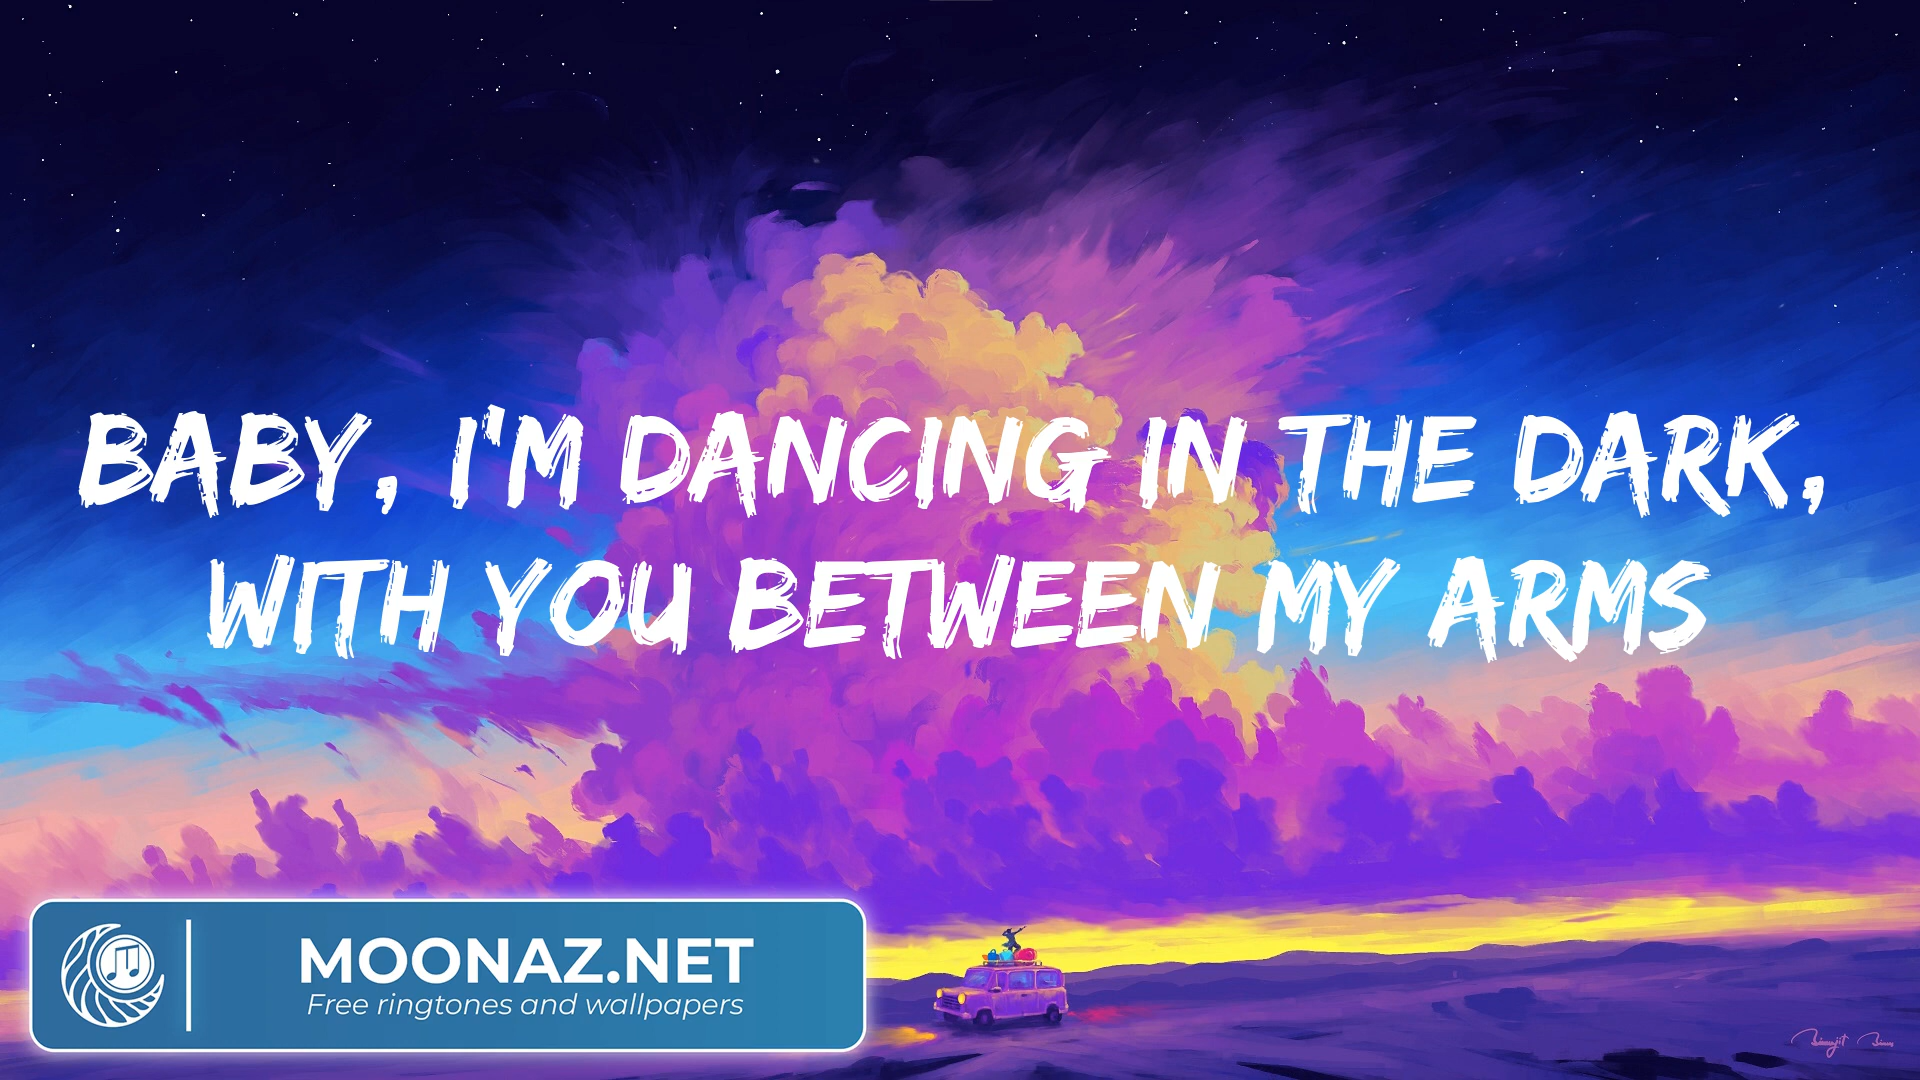 BABY, I'M DANCING IN THE DARK,
WITH YOU BETWEEN MY ARMS
MOONAZ.NET
Free ringtones and wallpapers